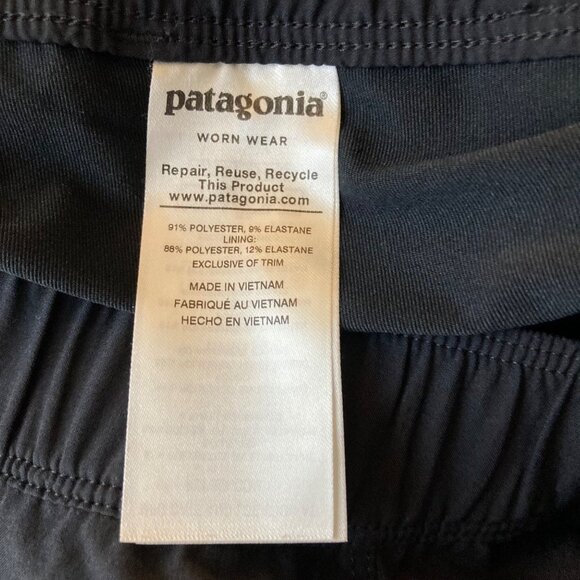 patagonia®
WORN WEAR
Repair, Reuse, Recycle
This Product
www.patagonia.com
91% POLYESTER, 9% ELASTANE
LINING:
88% POLYESTER, 12% ELASTANE
EXCLUSIVE OF TRIM
MADE IN VIETNAM
FABRIQUÉ AU VIETNAM
HECHO EN VIETNAM